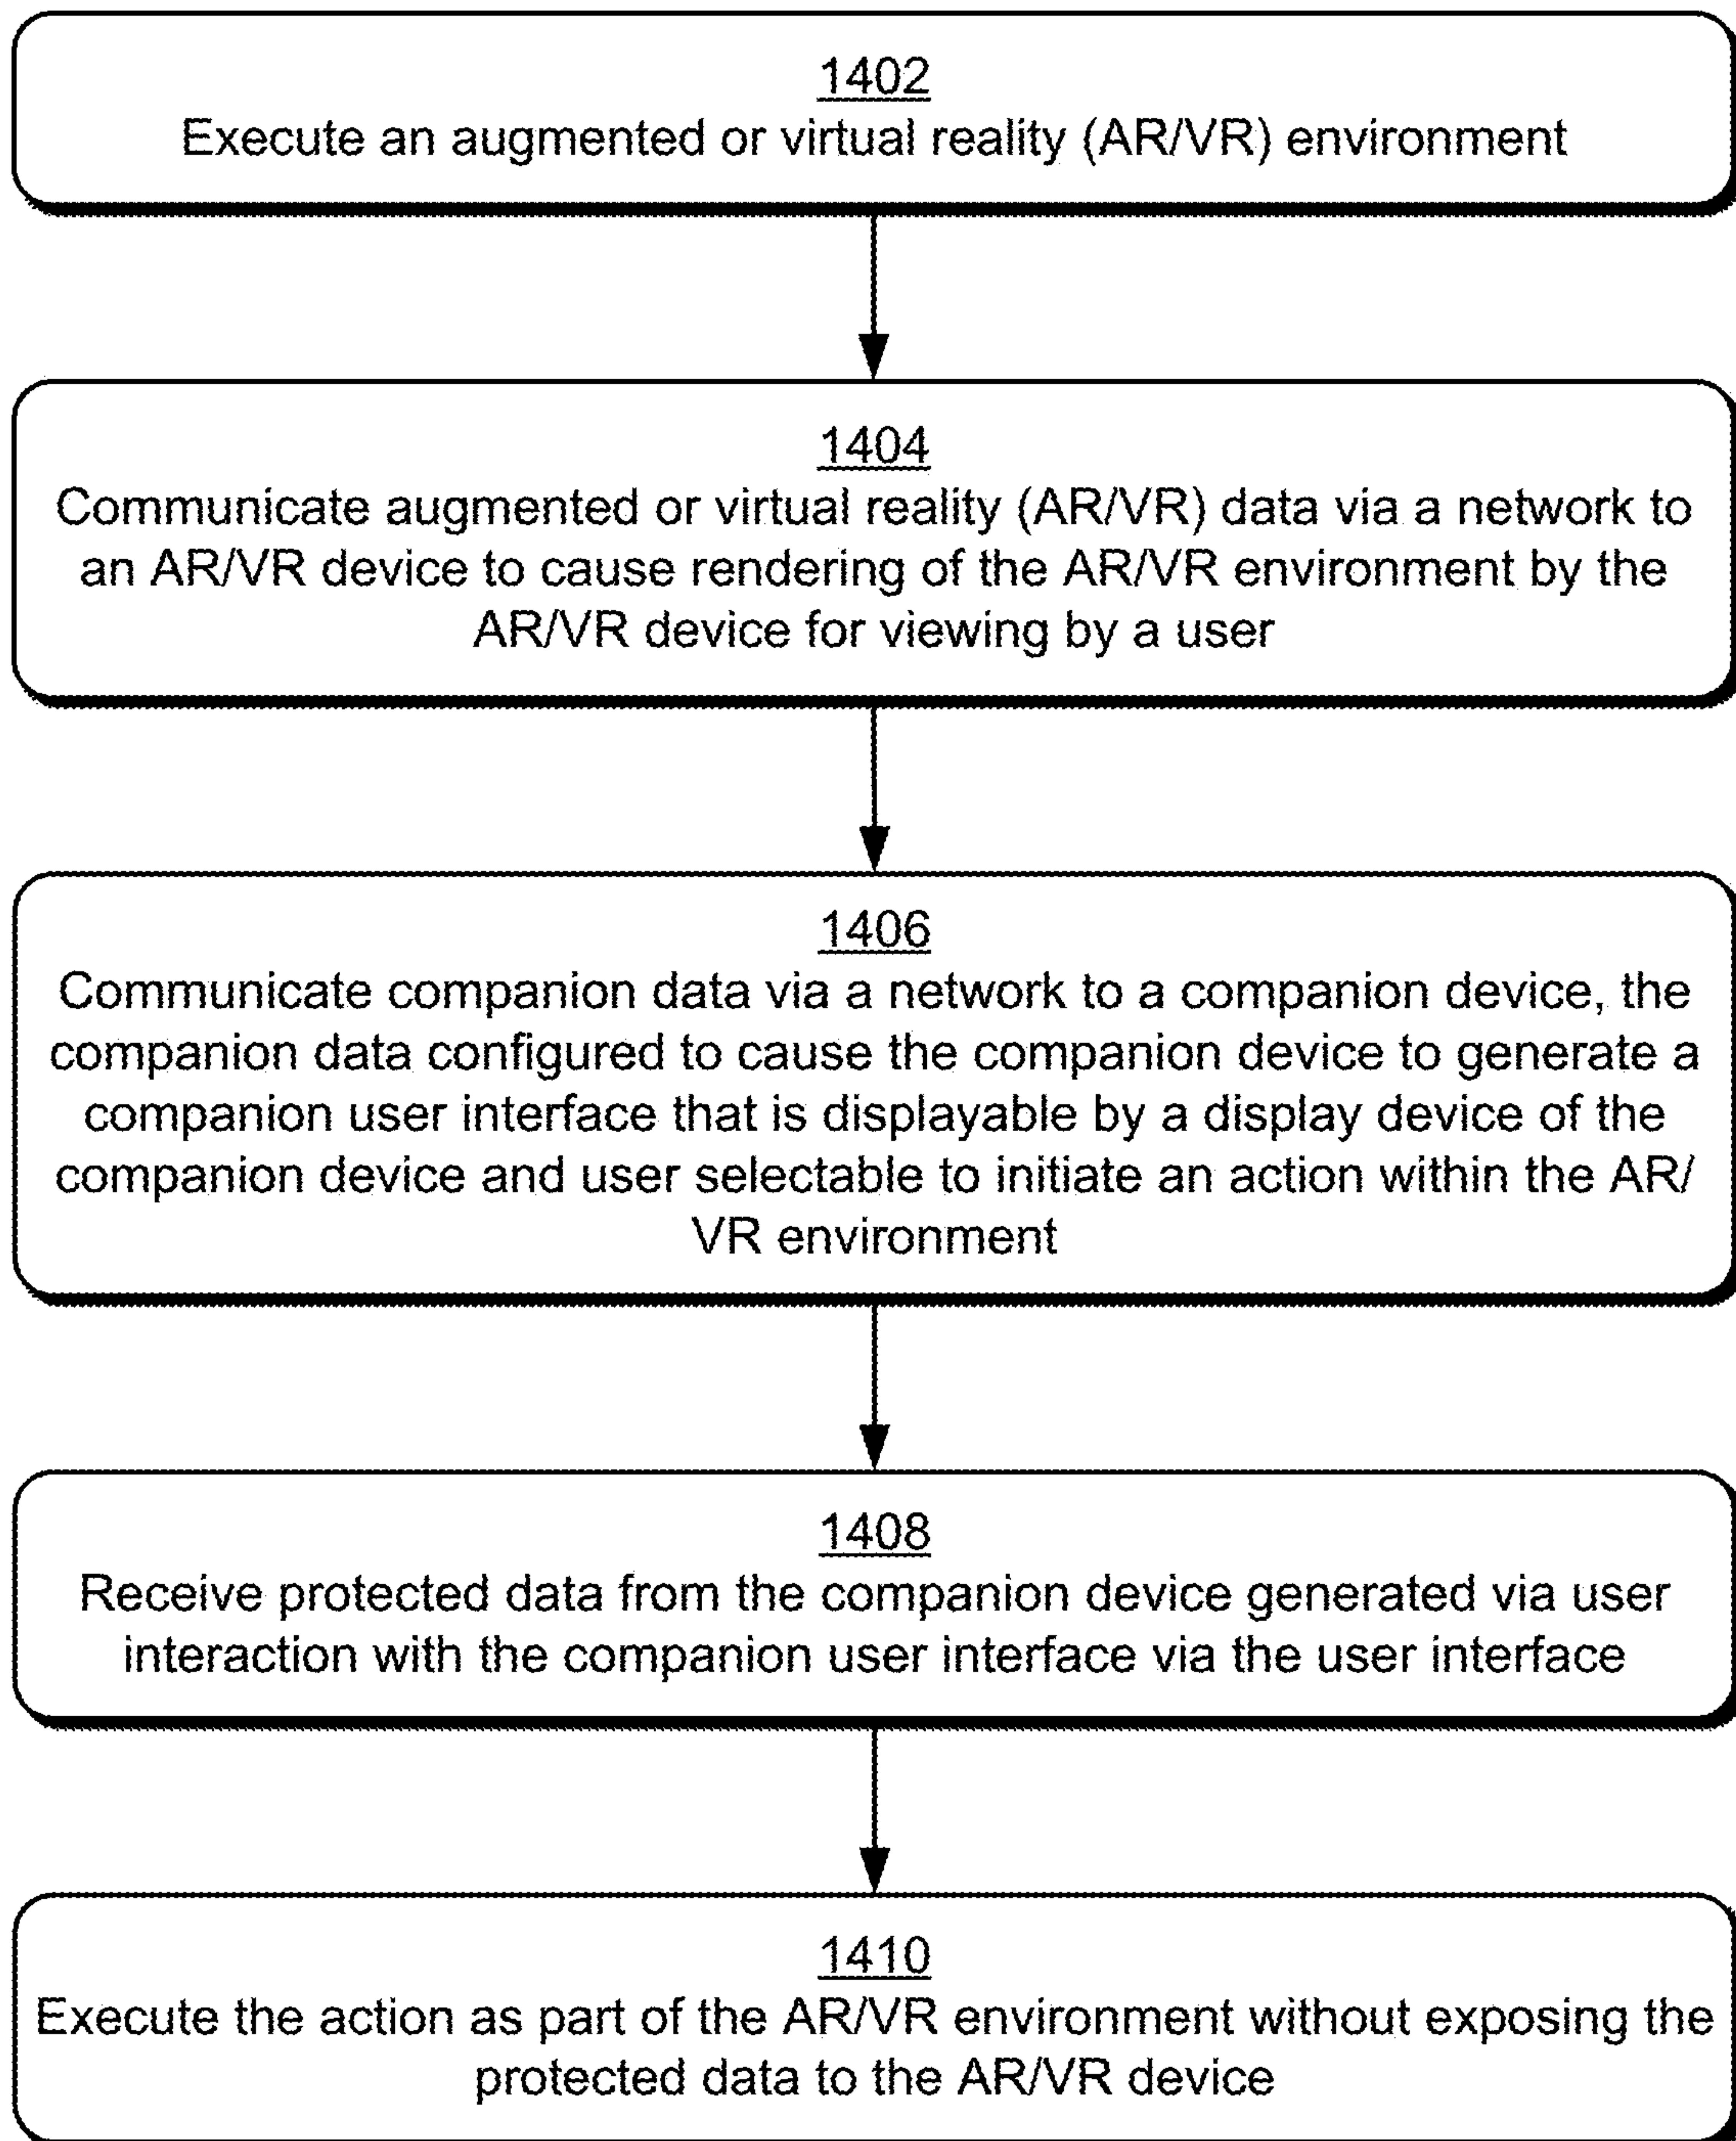 1402
Execute an augmented or virtual reality (AR/VR) environment
1404
Communicate augmented or virtual reality (AR/VR) data via a network to
an AR/VR device to cause rendering of the AR/VR environment by the
AR/VR device for viewing by a user
1406
Communicate companion data via a network to a companion device, the
companion data configured to cause the companion device to generate a
companion user interface that is displayable by a display device of the
companion device and user selectable to initiate an action within the AR/
VR environment
1408
Receive protected data from the companion device generated via user
interaction with the companion user interface via the user interface
1410
Execute the action as part of the AR/VR environment without exposing the
protected data to the AR/VR device